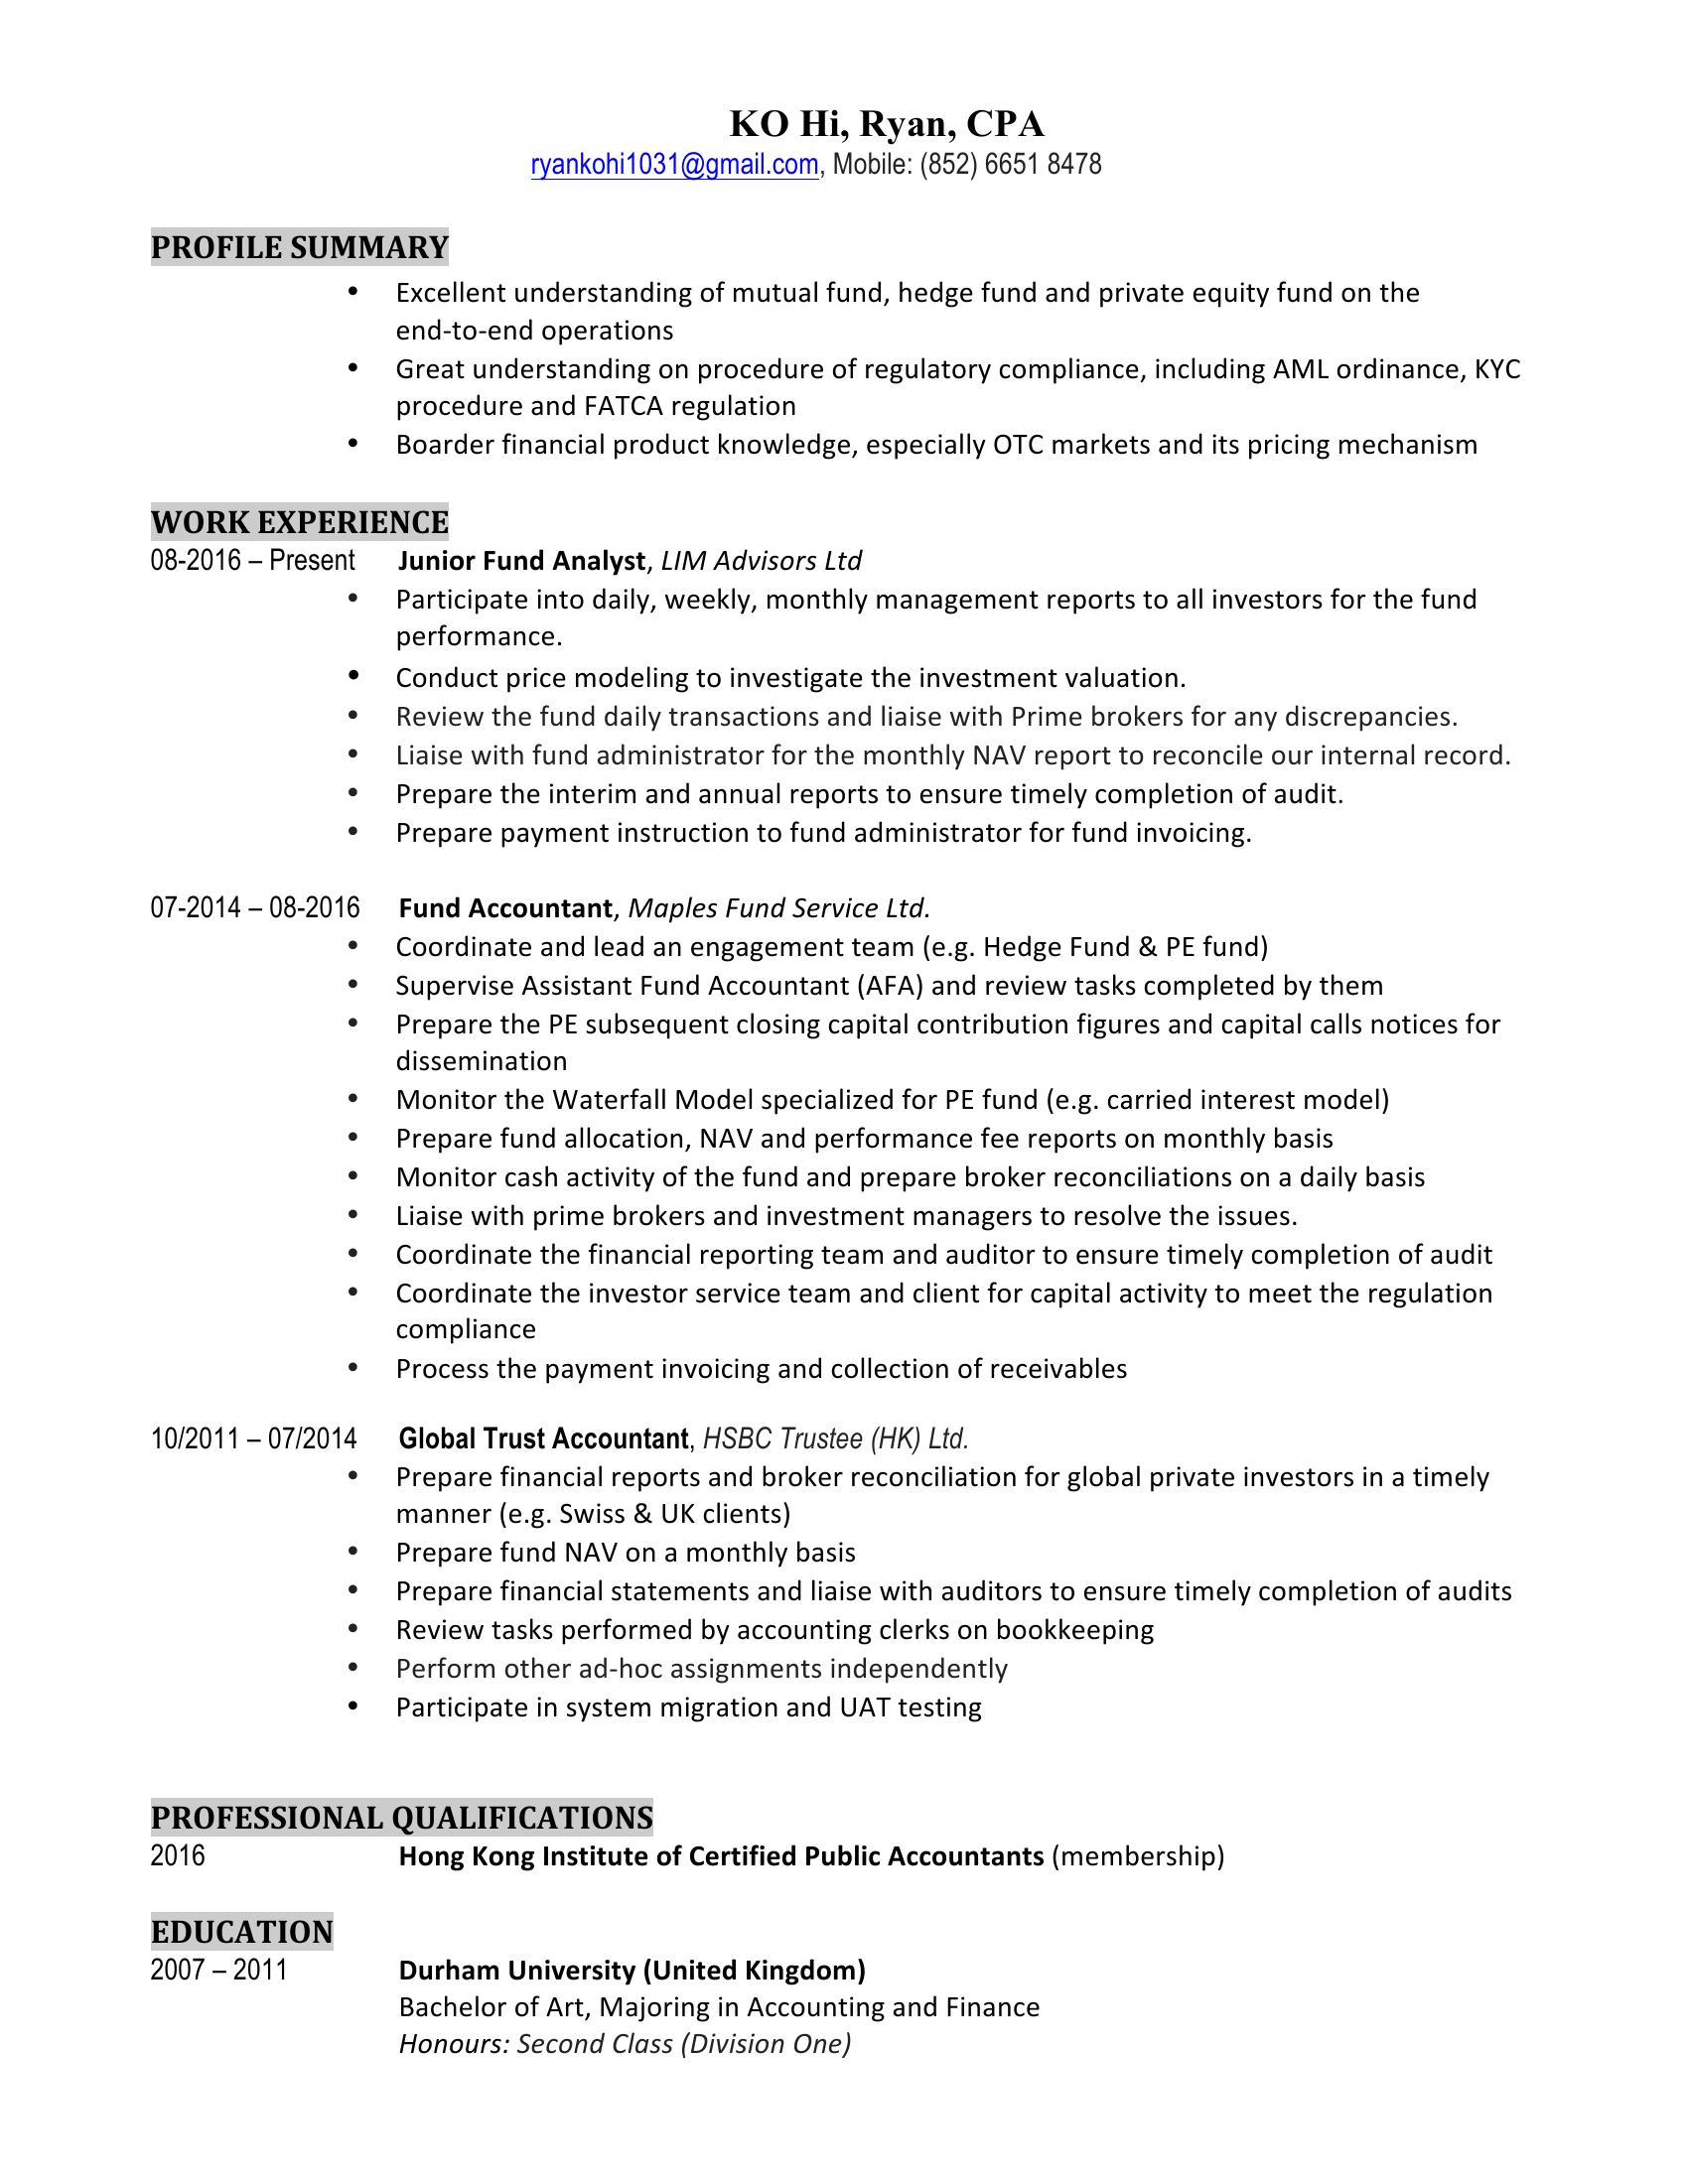 KO Hi, Ryan, CPA
ryankohi1031@gmail.com, Mobile: (852) 6651 8478
PROFILE SUMMARY
• Excellent understanding of mutual fund, hedge fund and private equity fund on the
end-to-end operations
• Great understanding on procedure of regulatory compliance, including AML ordinance, KYC
procedure and FATCA regulation
• Boarder financial product knowledge, especially OTC markets and its pricing mechanism
WORK EXPERIENCE
08-2016 – Present Junior Fund Analyst, LIM Advisors Ltd
• Participate into daily, weekly, monthly management reports to all investors for the fund
performance.
• Conduct price modeling to investigate the investment valuation.
• Review the fund daily transactions and liaise with Prime brokers for any discrepancies.
• Liaise with fund administrator for the monthly NAV report to reconcile our internal record.
• Prepare the interim and annual reports to ensure timely completion of audit.
• Prepare payment instruction to fund administrator for fund invoicing.
07-2014 – 08-2016 Fund Accountant, Maples Fund Service Ltd.
• Coordinate and lead an engagement team (e.g. Hedge Fund & PE fund)
• Supervise Assistant Fund Accountant (AFA) and review tasks completed by them
• Prepare the PE subsequent closing capital contribution figures and capital calls notices for
dissemination
• Monitor the Waterfall Model specialized for PE fund (e.g. carried interest model)
• Prepare fund allocation, NAV and performance fee reports on monthly basis
• Monitor cash activity of the fund and prepare broker reconciliations on a daily basis
• Liaise with prime brokers and investment managers to resolve the issues.
• Coordinate the financial reporting team and auditor to ensure timely completion of audit
• Coordinate the investor service team and client for capital activity to meet the regulation
compliance
• Process the payment invoicing and collection of receivables
10/2011 – 07/2014 Global Trust Accountant, HSBC Trustee (HK) Ltd.
• Prepare financial reports and broker reconciliation for global private investors in a timely
manner (e.g. Swiss & UK clients)
• Prepare fund NAV on a monthly basis
• Prepare financial statements and liaise with auditors to ensure timely completion of audits
• Review tasks performed by accounting clerks on bookkeeping
• Perform other ad-hoc assignments independently
• Participate in system migration and UAT testing
PROFESSIONAL QUALIFICATIONS
2016 Hong Kong Institute of Certified Public Accountants (membership)
EDUCATION
2007 – 2011 Durham University (United Kingdom)
Bachelor of Art, Majoring in Accounting and Finance
Honours: Second Class (Division One)